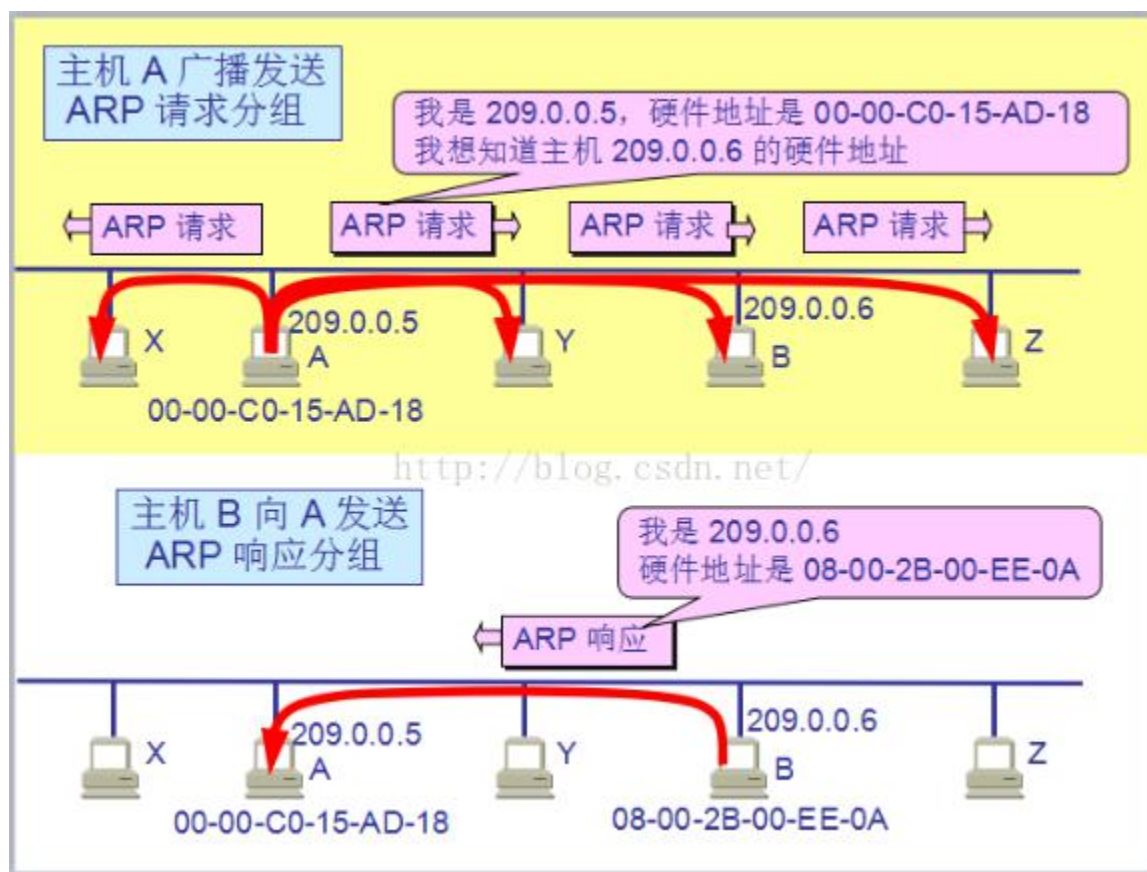 主机 A 广播发送
ARP 请求分组
我是 209.0.0.5，硬件地址是 00-00-C0-15-AD-18
我想知道主机 209.0.0.6 的硬件地址
ARP 请求
ARP 请求
ARP 请求
ARP 请求
209.0.0.5
209.0.0.6
X
A
Y
B
Z
00-00-C0-15-AD-18
http://blog.csdn.net/
主机 B 向 A 发送
ARP 响应分组
我是 209.0.0.6
硬件地址是 08-00-2B-00-EE-0A
ARP 响应
209.0.0.5
209.0.0.6
X
A
Y
B
Z
00-00-C0-15-AD-18
08-00-2B-00-EE-0A